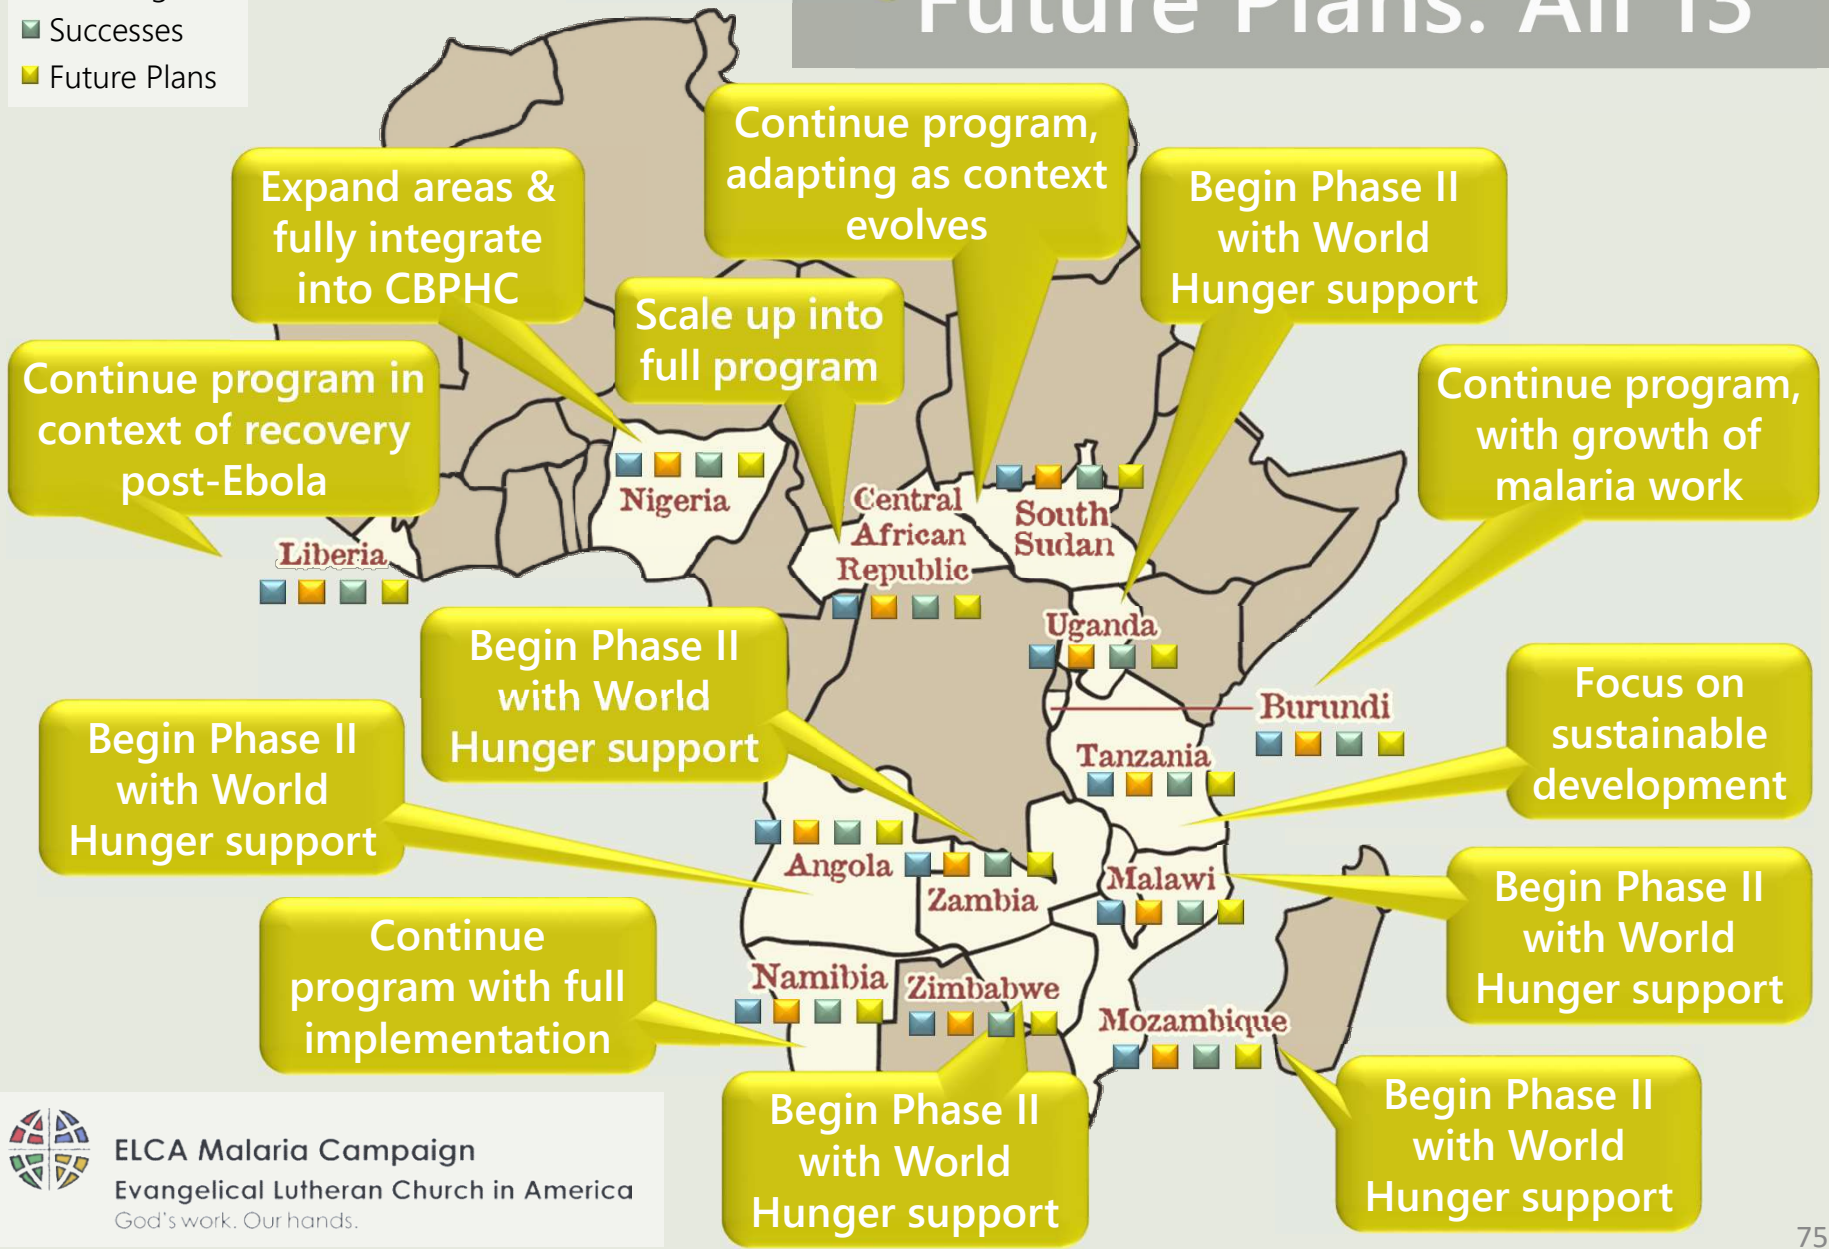 Successes
Future Plans
Future Plans: All 13
Continue program,
adapting as context
evolves
Expand areas &
fully integrate
into CBPHC
Begin Phase II
with World
Hunger support
Scale up into
full program
Continue program in
context of recovery
post-Ebola
Continue program,
with growth of
malaria work
Nigeria
Central
African
Republic
South
Sudan
Liberia
Uganda
Begin Phase II
with World
Hunger support
Burundi
Focus on
sustainable
development
Begin Phase II
with World
Hunger support
Tanzania
Angola
Zambia
Malawi
Begin Phase II
with World
Hunger support
Continue
program with full
implementation
Namibia
Zimbabwe
Mozambique
Begin Phase II
with World
Hunger support
Begin Phase II
with World
Hunger support
ELCA Malaria Campaign
Evangelical Lutheran Church in America
God's work. Our hands.
75